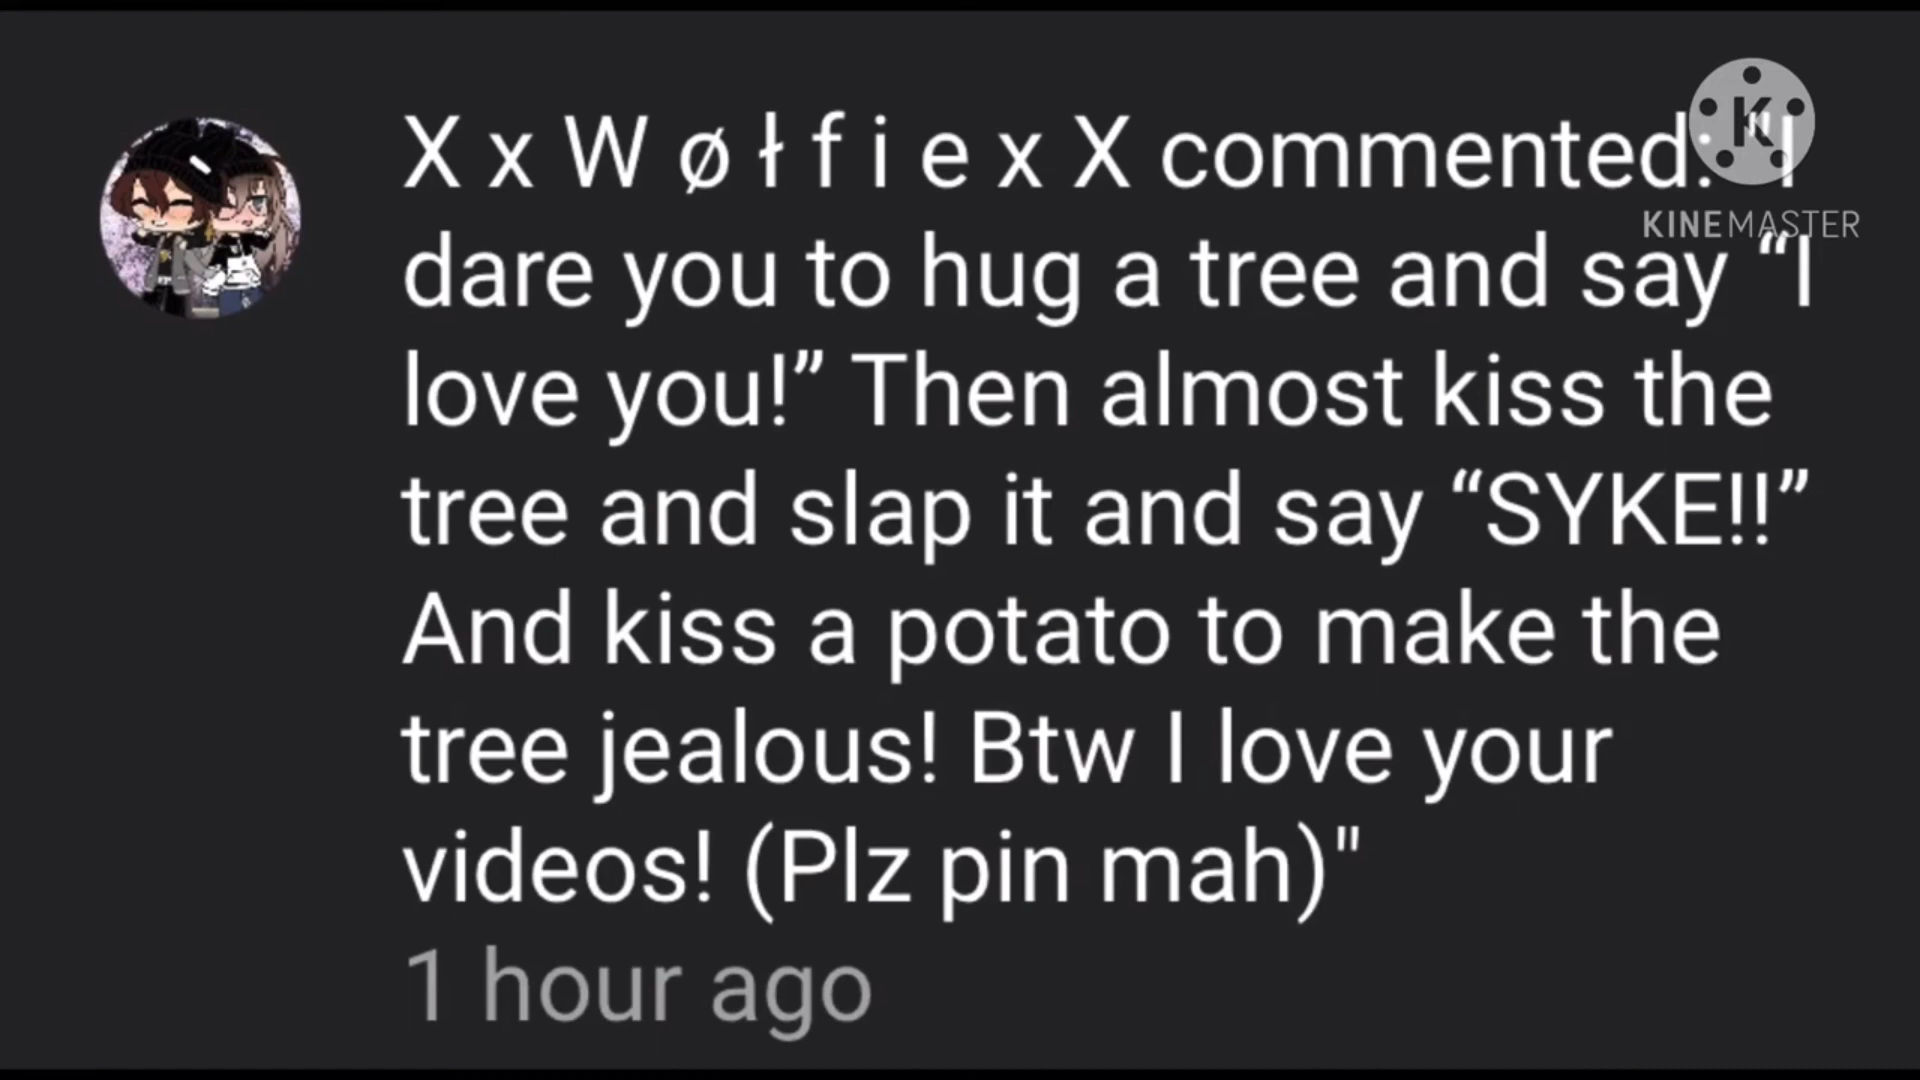 X x W ø ł f i e x X commented: "I
dare you to hug a tree and say “I
love you!” Then almost kiss the
tree and slap it and say “SYKE!!”
And kiss a potato to make the
tree jealous! Btw I love your
videos! (Plz pin mah)"
1 hour ago
K
KINEMASTER